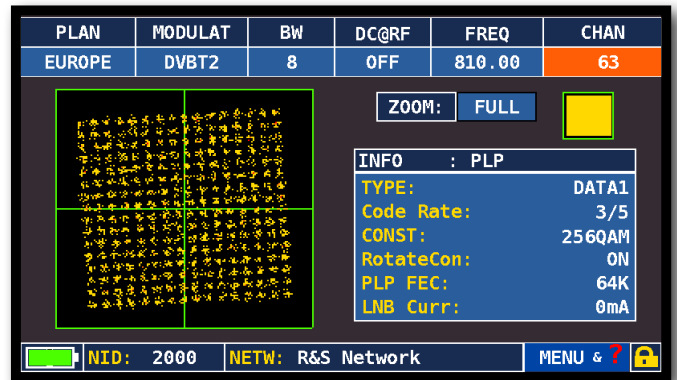 PLAN MODULAT BW DC@RF FREQ CHAN
EUROPE DVBT2 8 OFF 810.00 63
ZOOM: FULL
INFO : PLP
TYPE: DATA1
Code Rate: 3/5
CONST: 256QAM
RotateCon: ON
PLP FEC: 64K
LNB Curr: 0mA
NID: 2000 NETW: R&S Network MENU & ?